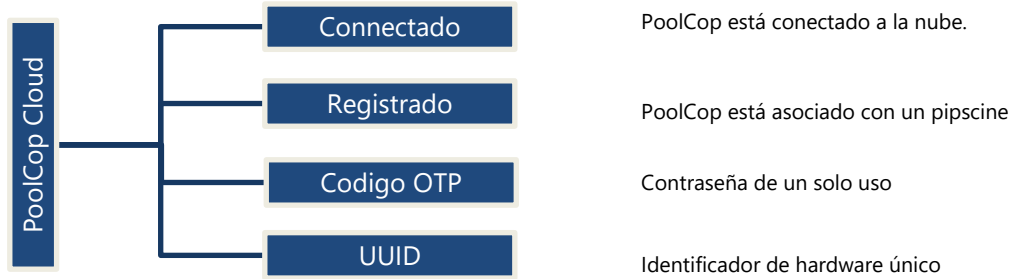 PoolCop Cloud
Connectado
PoolCop está conectado a la nube.
Registrado
PoolCop está asociado con un pipscine
Codigo OTP
Contraseña de un solo uso
UUID
Identificador de hardware único